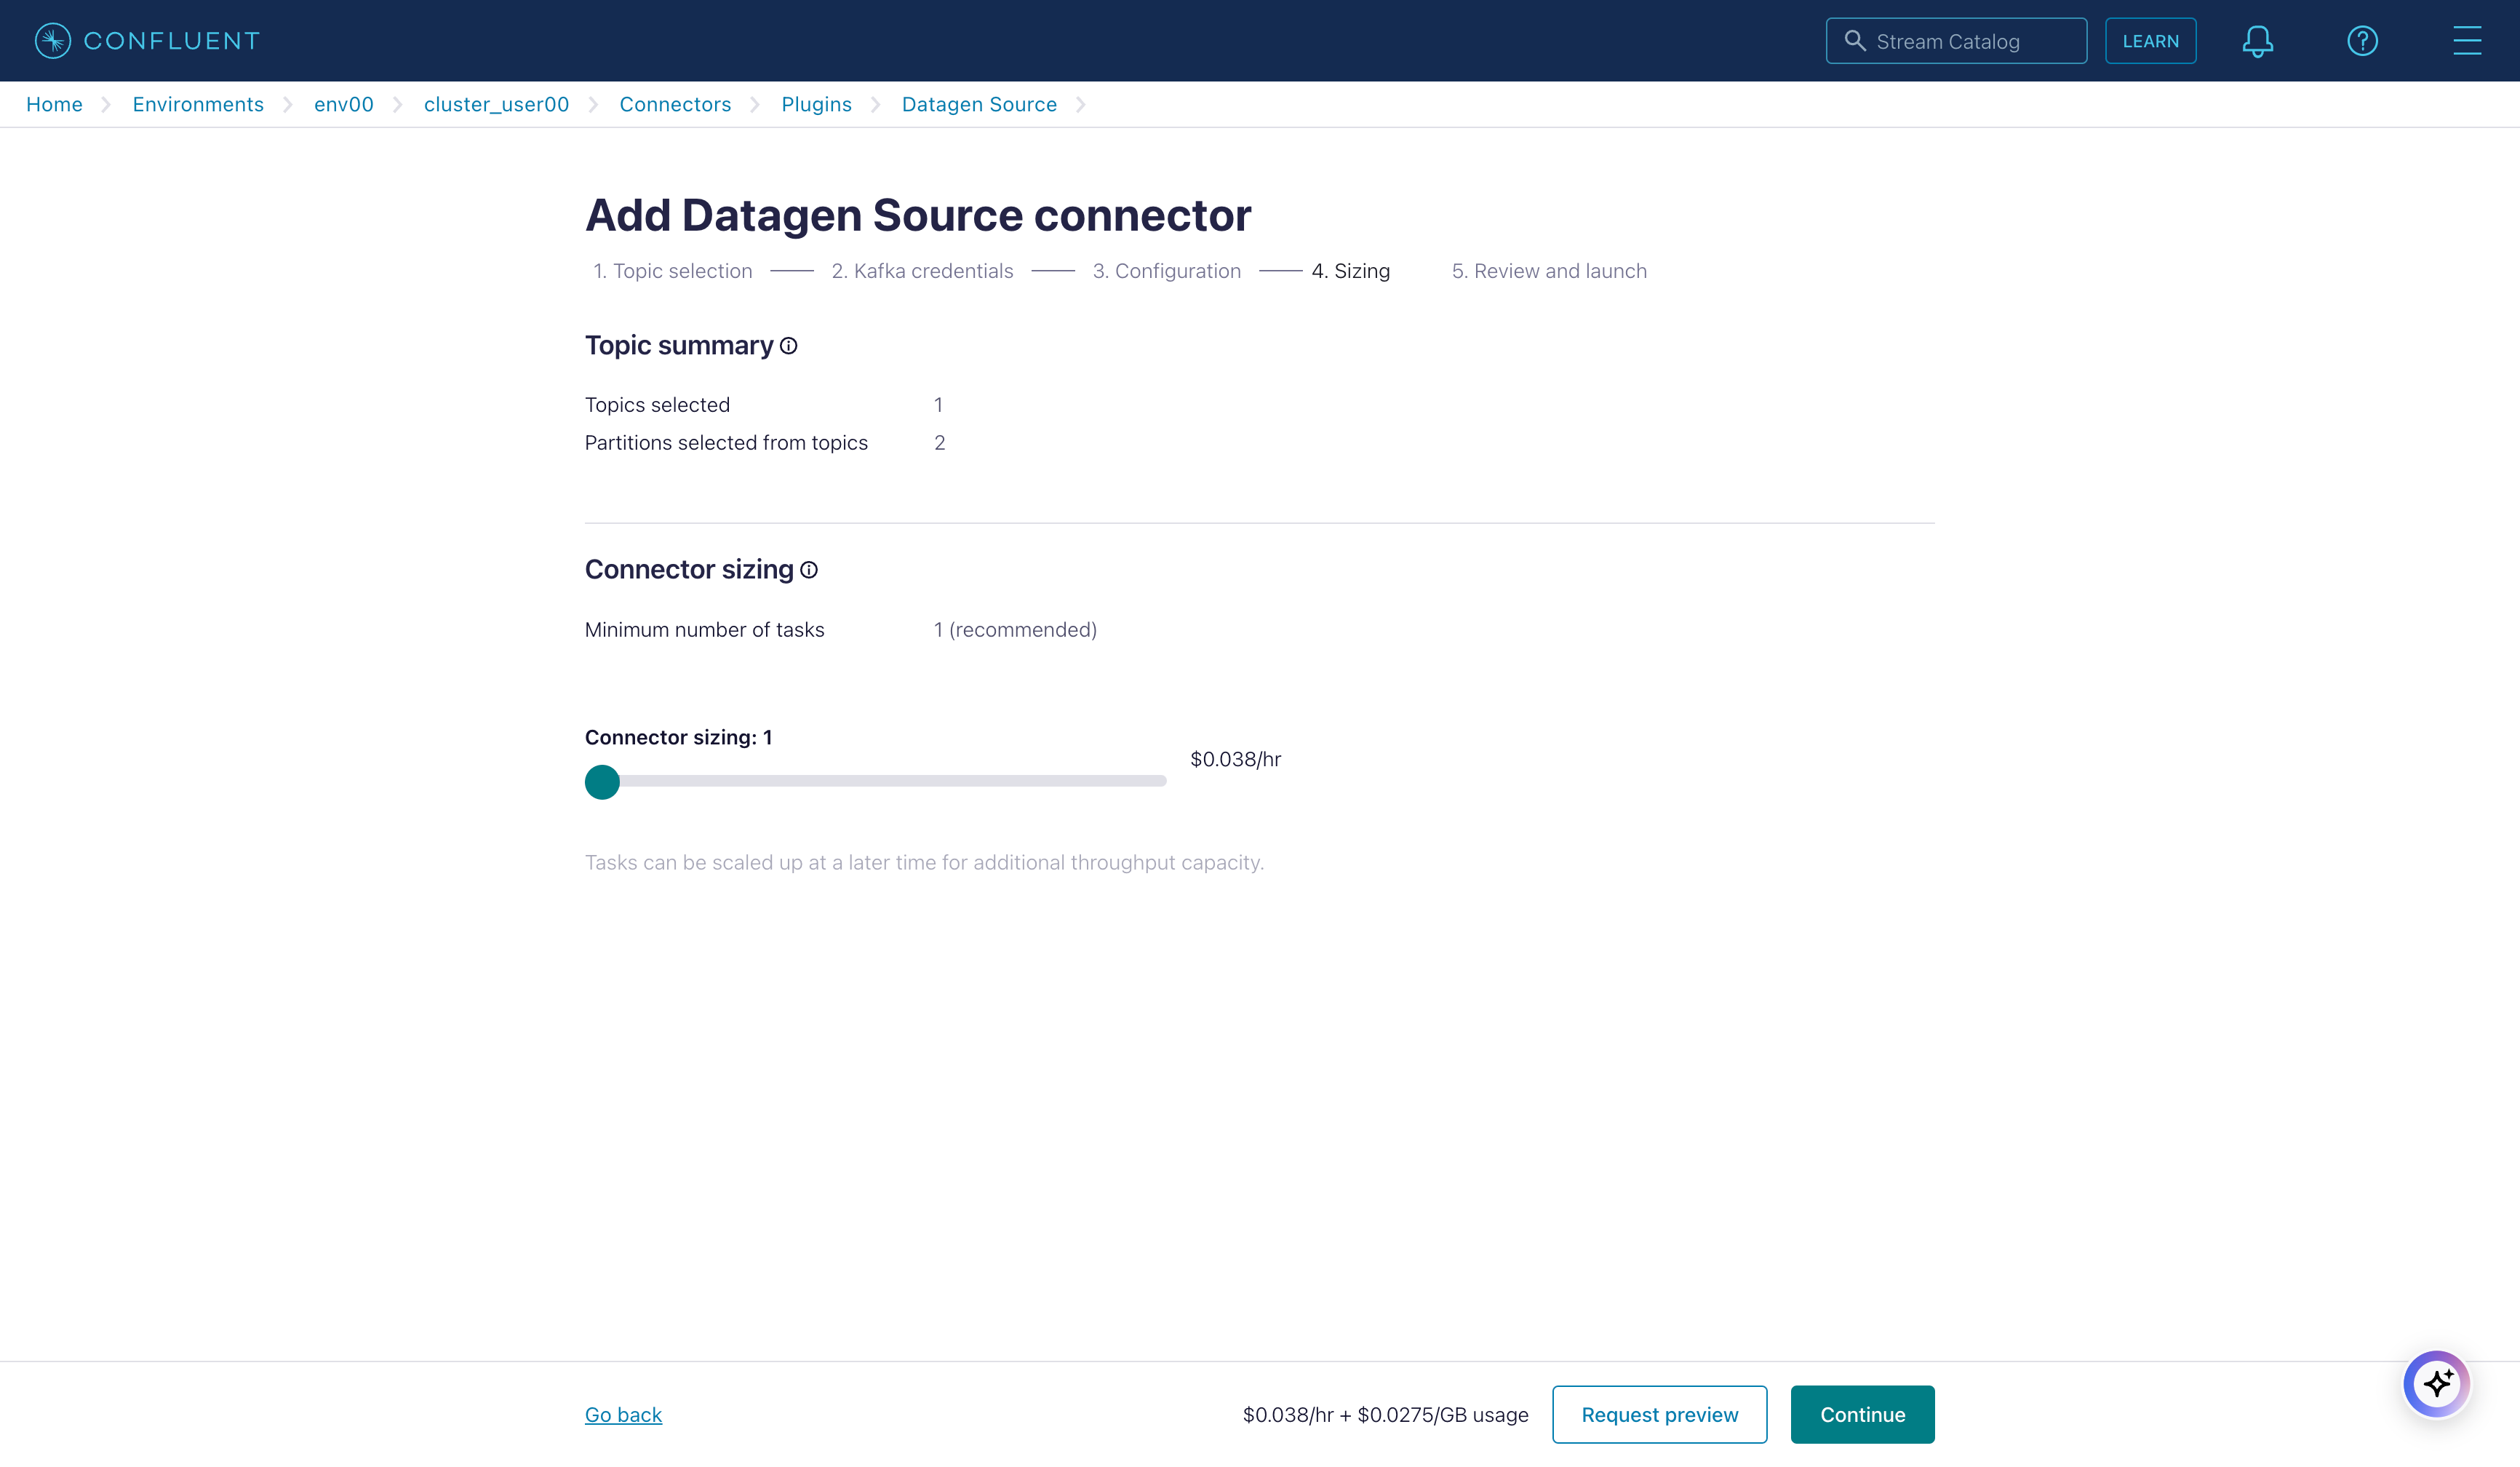 CONFLUENT
Stream Catalog
LEARN
Home Environments env00 cluster_user00 Connectors Plugins Datagen Source
Add Datagen Source connector
1. Topic selection 2. Kafka credentials 3. Configuration 4. Sizing 5. Review and launch
Topic summary
Topics selected 1
Partitions selected from topics 2
Connector sizing
Minimum number of tasks 1 (recommended)
Connector sizing: 1
$0.038/hr
Tasks can be scaled up at a later time for additional throughput capacity.
Go back $0.038/hr + $0.0275/GB usage Request preview Continue